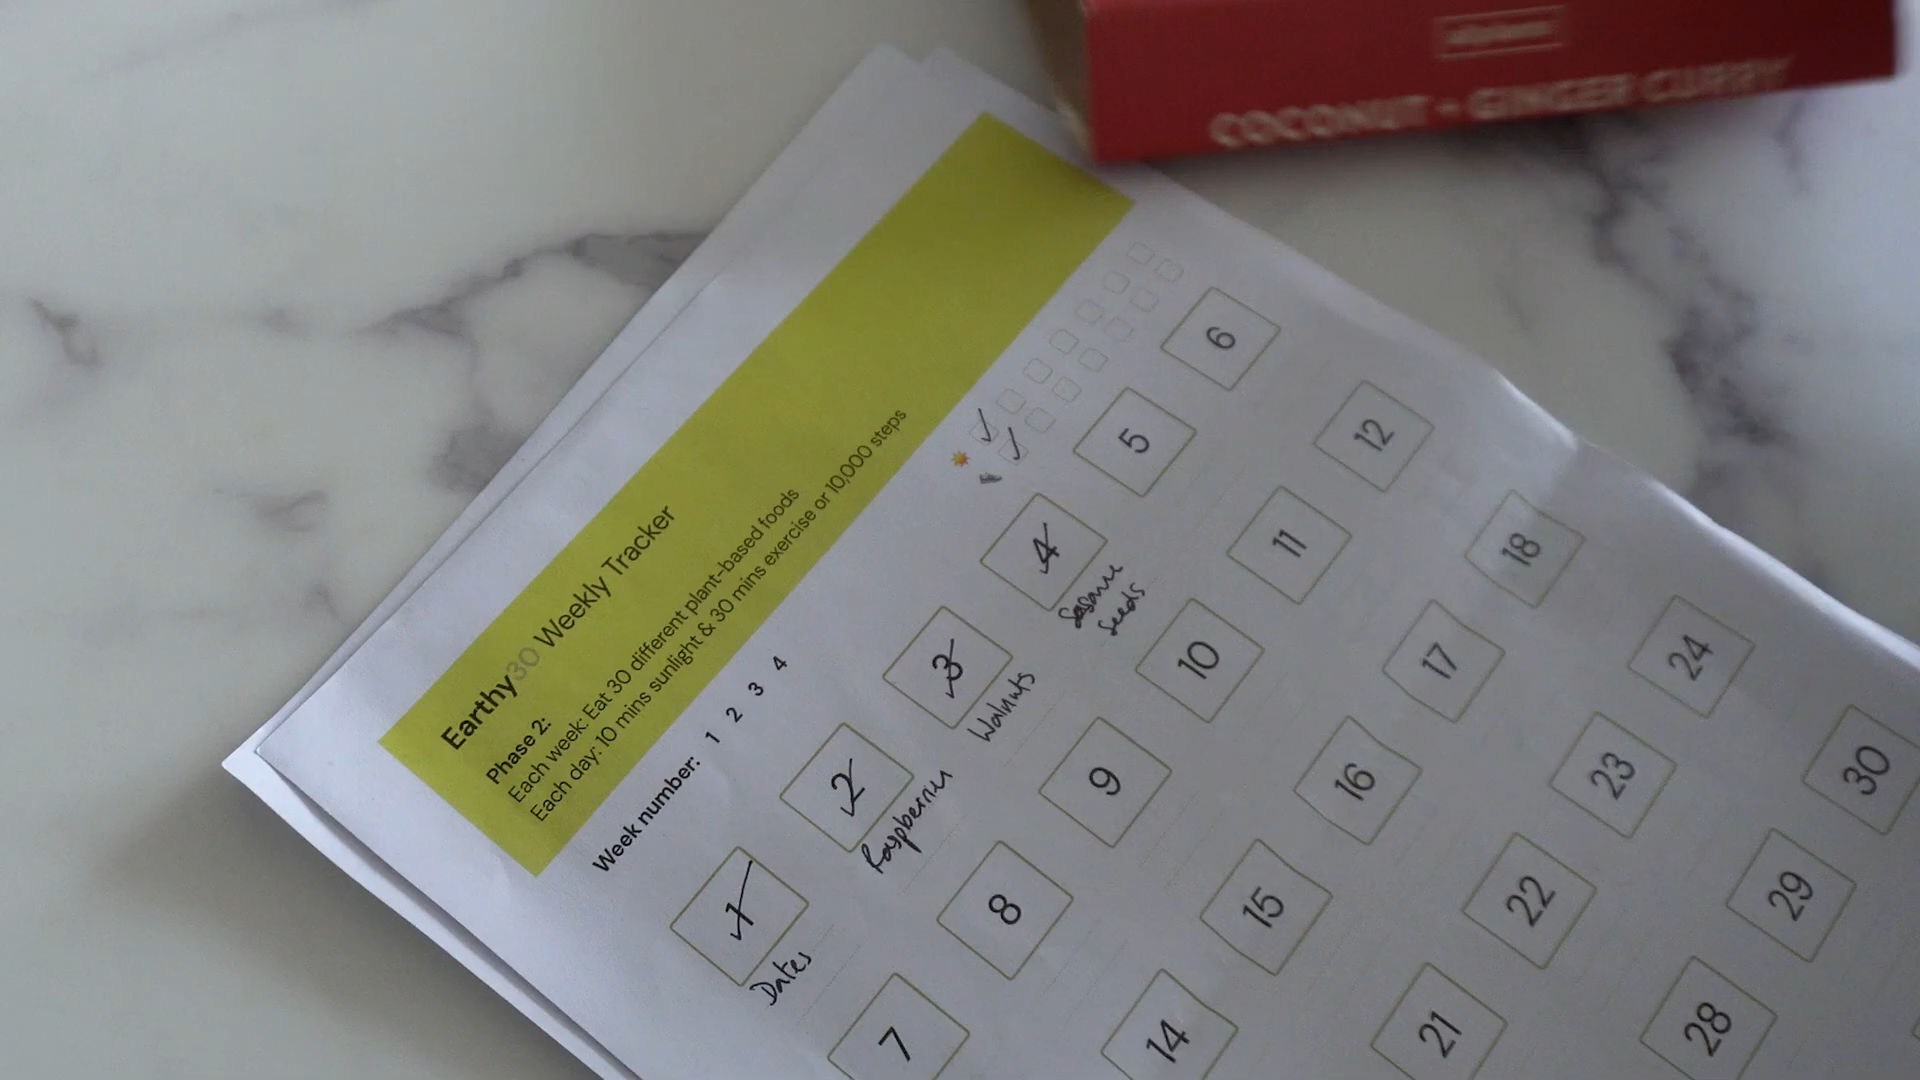 COCONUT + GINGER CURRY
Earthy30 Weekly Tracker
Phase 2:
Each week: Eat 30 different plant-based foods
Each day: 10 mins sunlight & 30 mins exercise or 10,000 steps
Week number: 1 2 3 4
1 2 3 4 5 6
Dates Raspberries Walnuts Sesame
Seeds
7 8 9 10 11 12
14 15 16 17 18
21 22 23 24
28 29 30